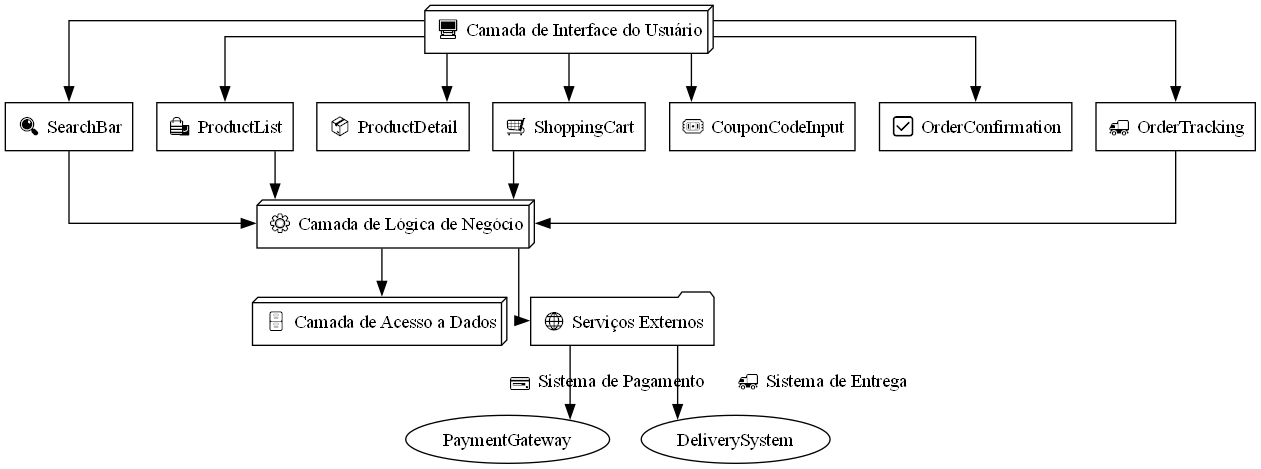 Camada de Interface do Usuário
SearchBar
ProductList
ProductDetail
ShoppingCart
CouponCodeInput
OrderConfirmation
OrderTracking
Camada de Lógica de Negócio
Camada de Acesso a Dados
Serviços Externos
Sistema de Pagamento
Sistema de Entrega
PaymentGateway
DeliverySystem